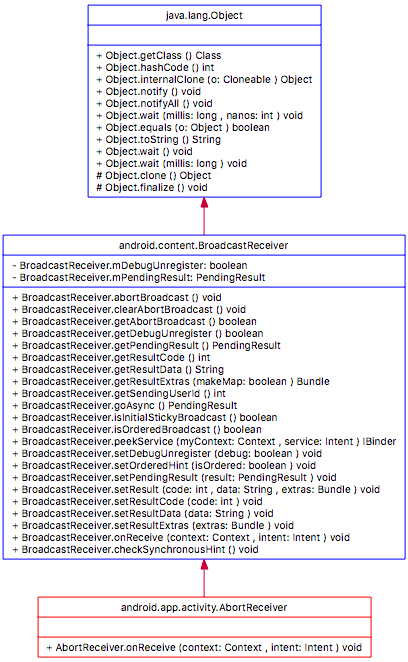 java.lang.Object
+ Object.getClass () Class
+ Object.hashCode () int
+ Object.internalClone (o: Cloneable ) Object
+ Object.notify () void
+ Object.notifyAll () void
+ Object.wait (millis: long , nanos: int ) void
+ Object.equals (o: Object ) boolean
+ Object.toString () String
+ Object.wait () void
+ Object.wait (millis: long ) void
# Object.clone () Object
# Object.finalize () void
android.content.BroadcastReceiver
- BroadcastReceiver.mDebugUnregister: boolean
- BroadcastReceiver.mPendingResult: PendingResult
+ BroadcastReceiver.abortBroadcast () void
+ BroadcastReceiver.clearAbortBroadcast () void
+ BroadcastReceiver.getAbortBroadcast () boolean
+ BroadcastReceiver.getDebugUnregister () boolean
+ BroadcastReceiver.getPendingResult () PendingResult
+ BroadcastReceiver.getResultCode () int
+ BroadcastReceiver.getResultData () String
+ BroadcastReceiver.getResultExtras (makeMap: boolean ) Bundle
+ BroadcastReceiver.getSendingUserId () int
+ BroadcastReceiver.goAsync () PendingResult
+ BroadcastReceiver.isInitialStickyBroadcast () boolean
+ BroadcastReceiver.isOrderedBroadcast () boolean
+ BroadcastReceiver.peekService (myContext: Context , service: Intent ) IBinder
+ BroadcastReceiver.setDebugUnregister (debug: boolean ) void
+ BroadcastReceiver.setOrderedHint (isOrdered: boolean ) void
+ BroadcastReceiver.setPendingResult (result: PendingResult ) void
+ BroadcastReceiver.setResult (code: int , data: String , extras: Bundle ) void
+ BroadcastReceiver.setResultCode (code: int ) void
+ BroadcastReceiver.setResultData (data: String ) void
+ BroadcastReceiver.setResultExtras (extras: Bundle ) void
+ BroadcastReceiver.onReceive (context: Context , intent: Intent ) void
+ BroadcastReceiver.checkSynchronousHint () void
android.app.activity.AbortReceiver
+ AbortReceiver.onReceive (context: Context , intent: Intent ) void